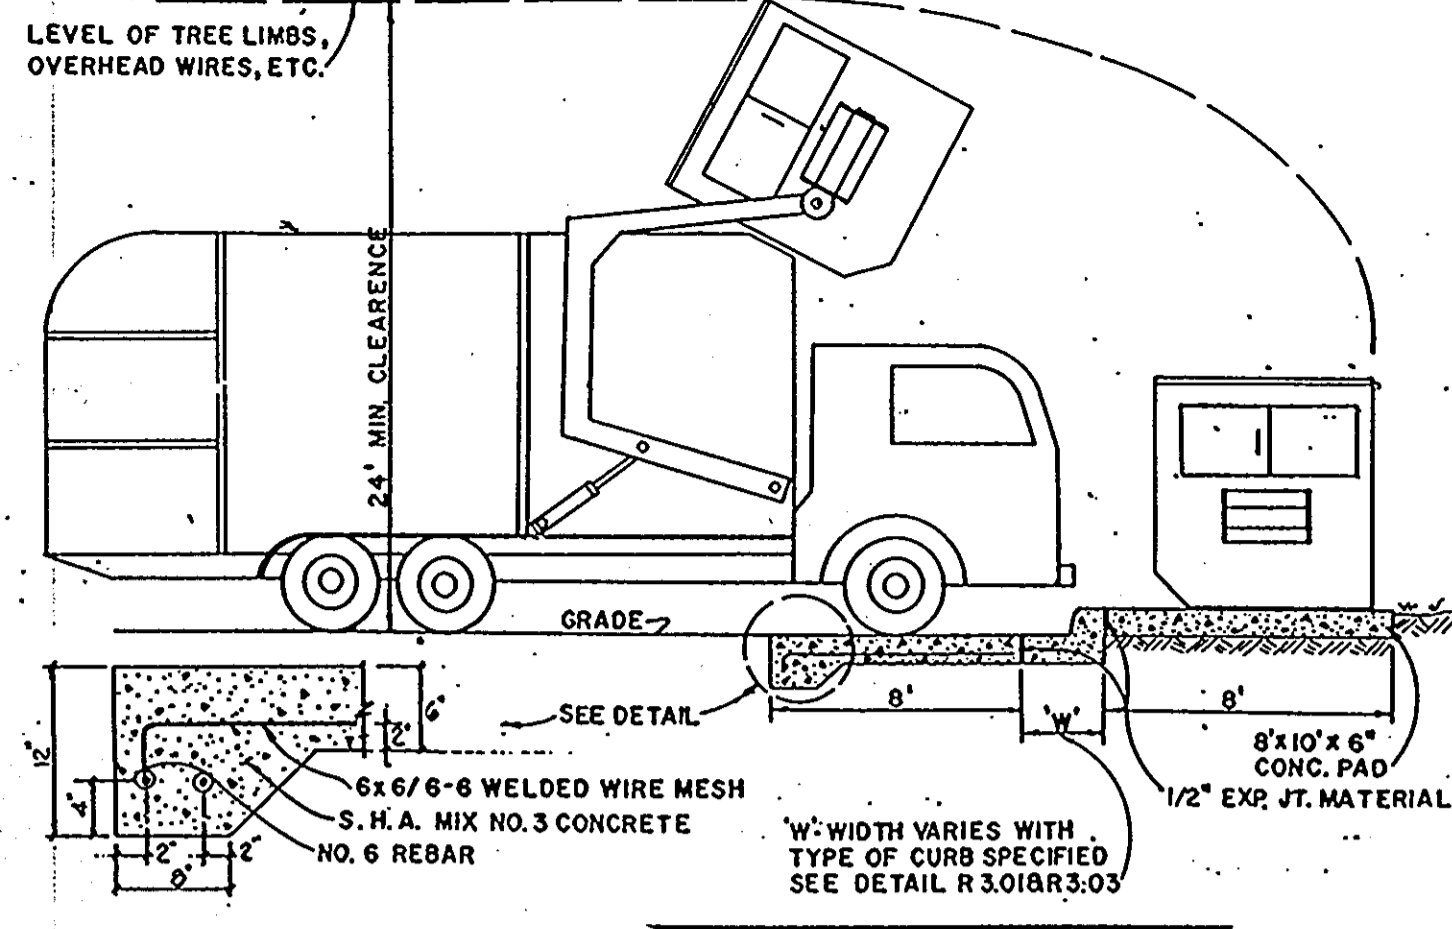 LEVEL OF TREE LIMBS,
OVERHEAD WIRES, ETC.
24' MIN. CLEARENCE
GRADE
SEE DETAIL
8'
'W'
8'
8'x10'x 6"
CONC. PAD
1/2" EXP. JT. MATERIAL
12"
4"
2"
2"
8"
6"
2"
6x6/6-6 WELDED WIRE MESH
S.H.A. MIX NO.3 CONCRETE
NO. 6 REBAR
'W'-WIDTH VARIES WITH
TYPE OF CURB SPECIFIED
SEE DETAIL R 3.01&R3:03